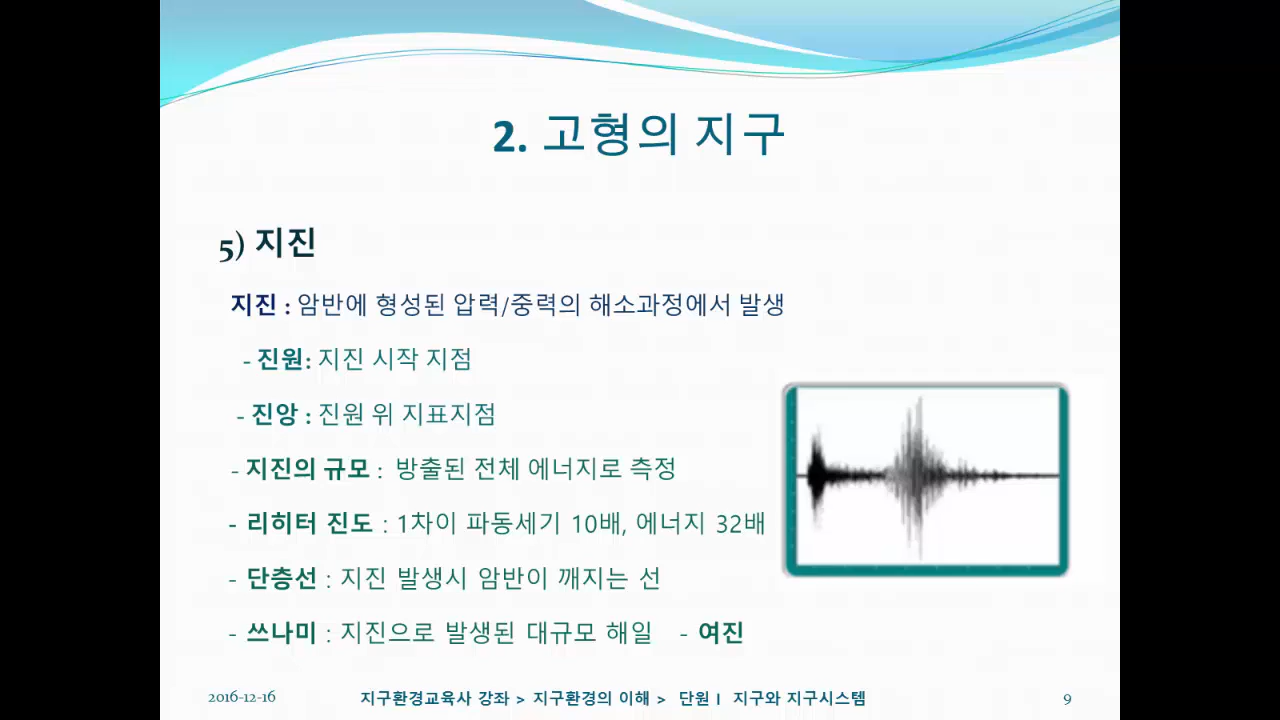 2. 고형의 지구
5) 지진
지진 : 암반에 형성된 압력/중력의 해소과정에서 발생
- 진원: 지진 시작 지점
- 진앙 : 진원 위 지표지점
- 지진의 규모 : 방출된 전체 에너지로 측정
- 리히터 진도 : 1차이 파동세기 10배, 에너지 32배
- 단층선 : 지진 발생시 암반이 깨지는 선
- 쓰나미 : 지진으로 발생된 대규모 해일 - 여진
2016-12-16 지구환경교육사 강좌 > 지구환경의 이해 > 단원 I 지구와 지구시스템 9